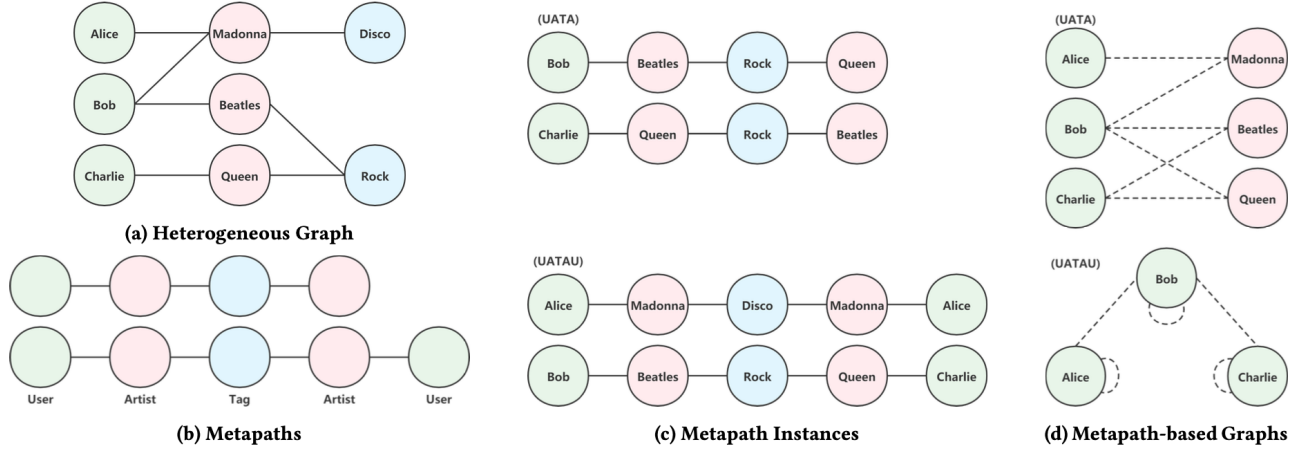 Alice Madonna Disco
Bob Beatles
Charlie Queen Rock
(a) Heterogeneous Graph
User Artist Tag Artist User
(b) Metapaths
(UATA)
Bob Beatles Rock Queen
Charlie Queen Rock Beatles
(UATAU)
Alice Madonna Disco Madonna Alice
Bob Beatles Rock Queen Charlie
(c) Metapath Instances
(UATA)
Alice Madonna
Bob Beatles
Charlie Queen
(UATAU)
Bob
Alice Charlie
(d) Metapath-based Graphs